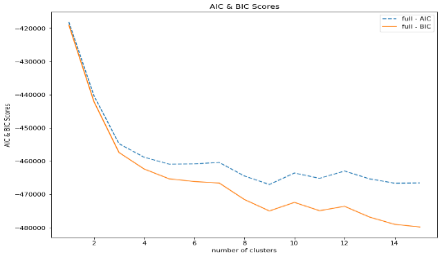 AIC & BIC Scores
full - AIC
full - BIC
AIC & BIC Scores
−420000
−430000
−440000
−450000
−460000
−470000
−480000
2 4 6 8 10 12 14
number of clusters